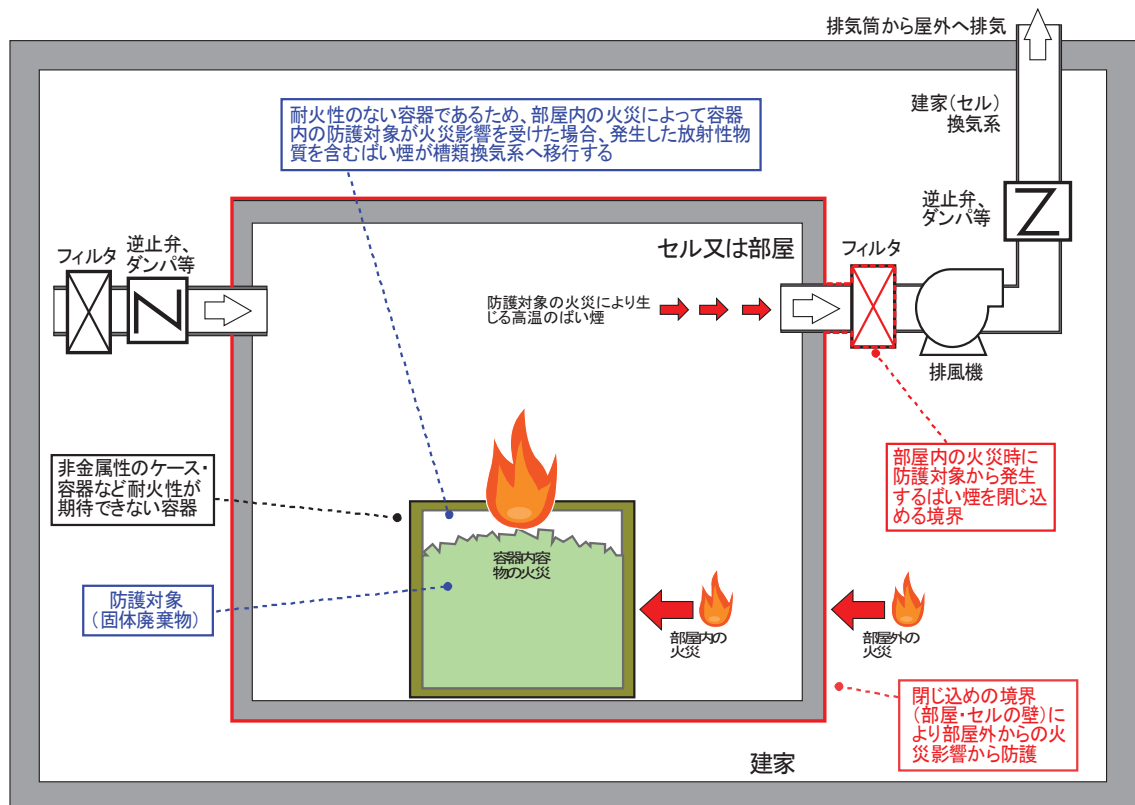 排気筒から屋外へ排気
建家(セル)
換気系
耐火性のない容器であるため、部屋内の火災によって容器
内の防護対象が火災影響を受けた場合、発生した放射性物
質を含むばい煙が槽類換気系へ移行する
逆止弁、
ダンパ等
フィルタ
逆止弁、
ダンパ等
セル又は部屋
フィルタ
防護対象の火災により生
じる高温のばい煙
排風機
非金属性のケース・
容器など耐火性が
期待できない容器
部屋内の火災時に
防護対象から発生
するばい煙を閉じ込
める境界
容器内容
物の火災
防護対象
(固体廃棄物)
部屋内の
火災
部屋外の
火災
閉じ込めの境界
(部屋・セルの壁)に
より部屋外からの火
災影響から防護
建家